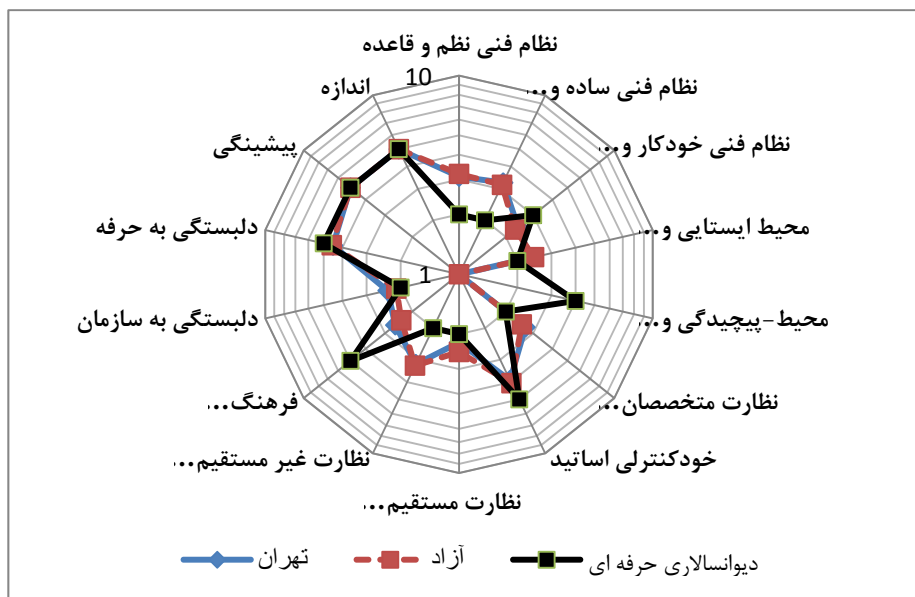 نظام فنی نظم و قاعده
نظام فنی ساده و...
نظام فنی خودکار و...
محیط ایستایی و...
محیط-پیچیدگی و...
نظارت متخصصان...
خودکنترلی اساتید
نظارت مستقیم...
نظارت غیر مستقیم...
فرهنگ...
دلبستگی به سازمان
دلبستگی به حرفه
پیشینگی
اندازه
10
1
تهران
آزاد
دیوانسالاری حرفه ای